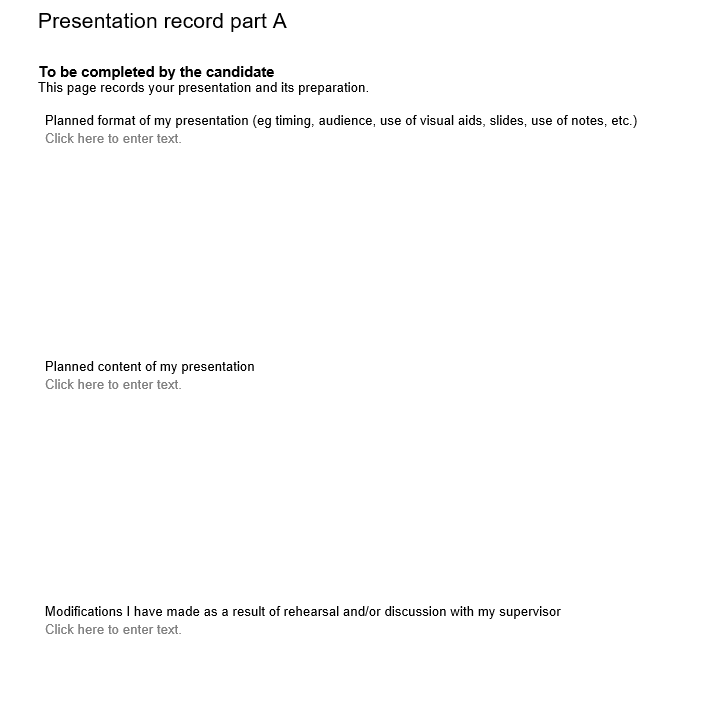 Presentation record part A
To be completed by the candidate
This page records your presentation and its preparation.
Planned format of my presentation (eg timing, audience, use of visual aids, slides, use of notes, etc.)
Click here to enter text.
Planned content of my presentation
Click here to enter text.
Modifications I have made as a result of rehearsal and/or discussion with my supervisor
Click here to enter text.